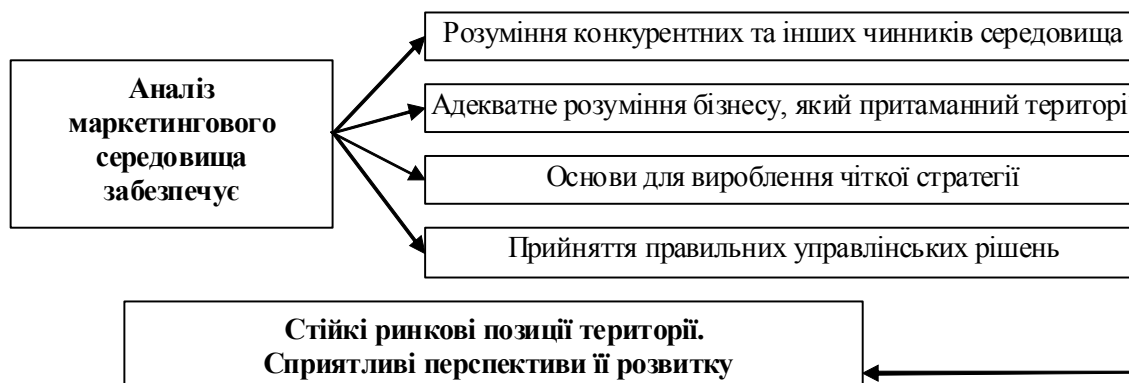 Розуміння конкурентних та інших чинників середовища
Аналіз
маркетингового
середовища
забезпечує
Адекватне розуміння бізнесу, який притаманний територі
Основи для вироблення чіткої стратегії
Прийняття правильних управлінських рішень
Стійкі ринкові позиції території.
Сприятливі перспективи її розвитку